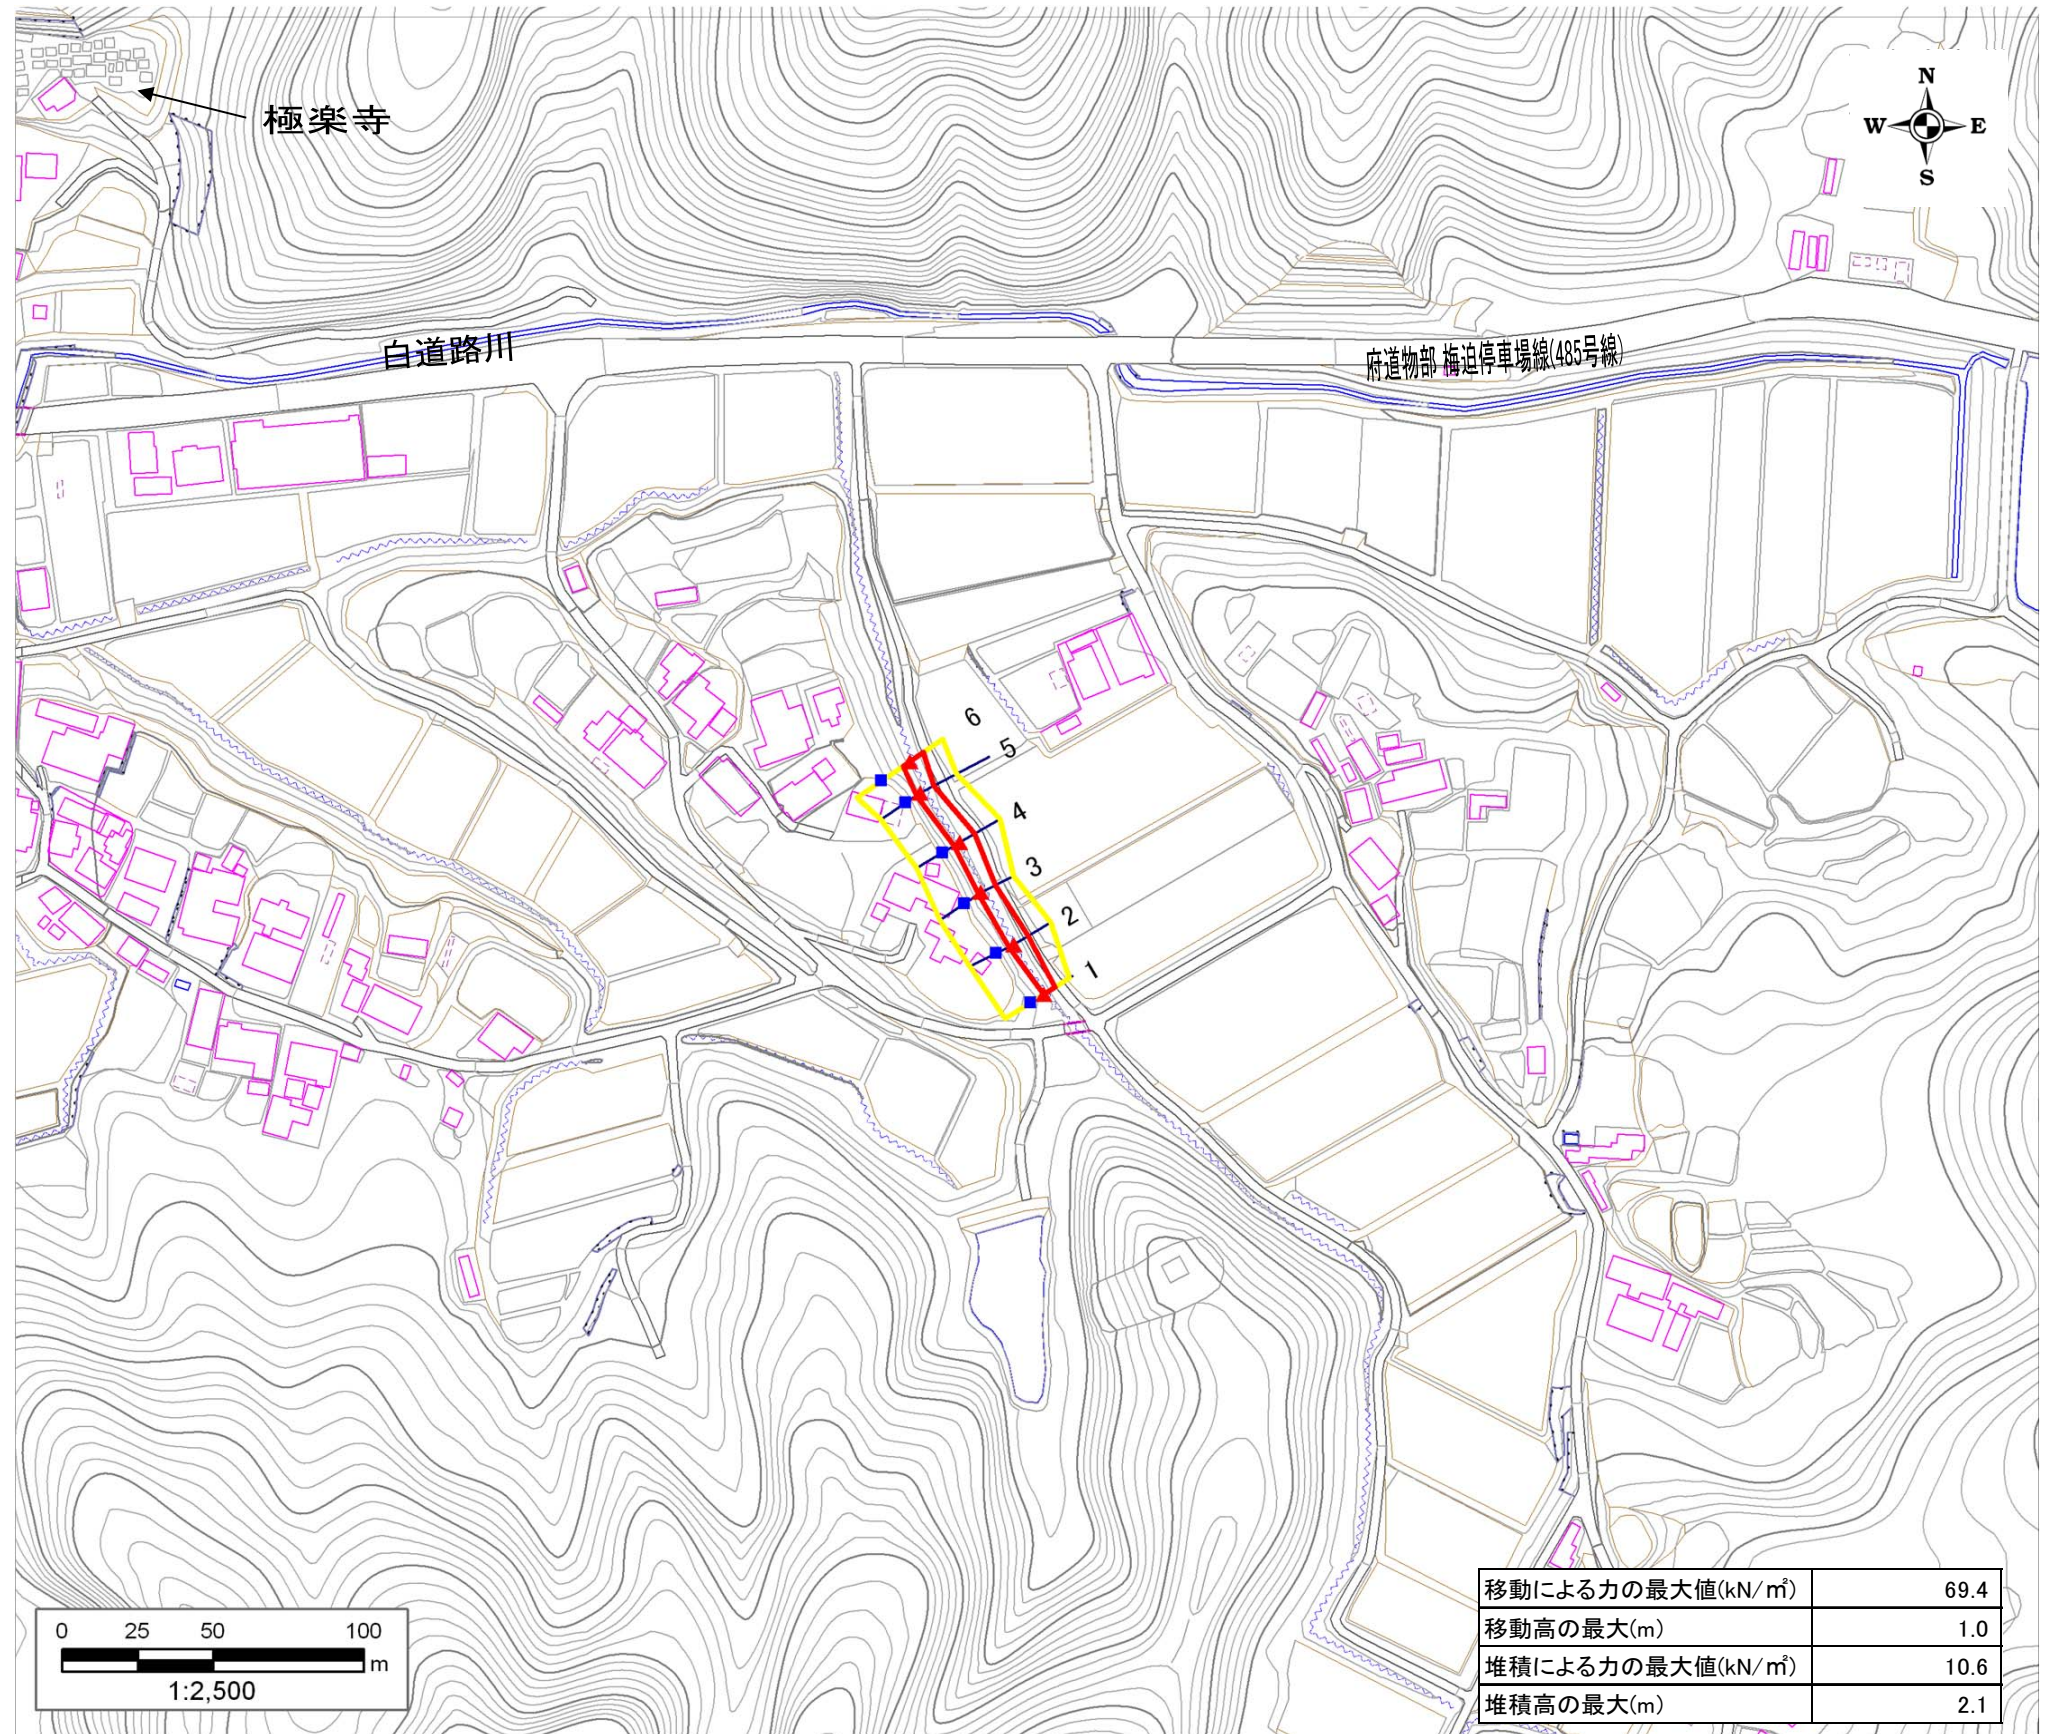 極楽寺
N
W E
S
白道路川
府道物部 梅迫停車場線(485号線)
6
5
4
3
2
1
移動による力の最大値(kN/㎡) 69.4
移動高の最大(m) 1.0
堆積による力の最大値(kN/㎡) 10.6
堆積高の最大(m) 2.1
0 25 50 100
m
1:2,500